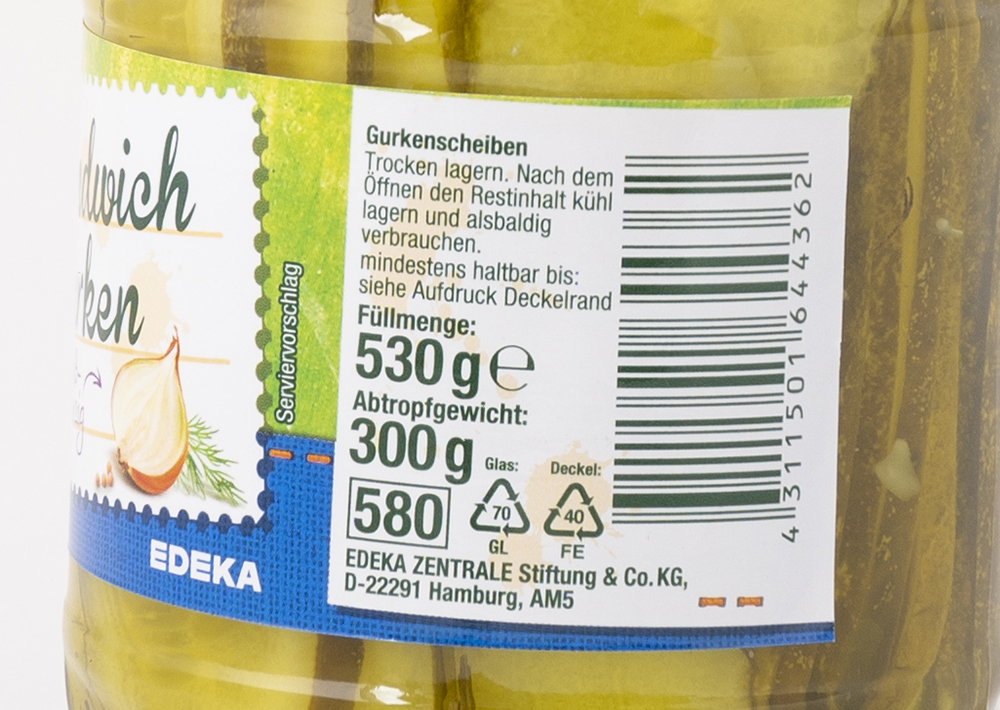 Gurkenscheiben
Trocken lagern. Nach dem
Öffnen den Restinhalt kühl
lagern und alsbaldig
verbrauchen.
mindestens haltbar bis:
siehe Aufdruck Deckelrand
Füllmenge:
530 g ℮
Abtropfgewicht:
300 g
580
Glas:
70
GL
Deckel:
40
FE
EDEKA ZENTRALE Stiftung & Co. KG,
D-22291 Hamburg, AM5
4 311501 644362
Serviervorschlag
EDEKA